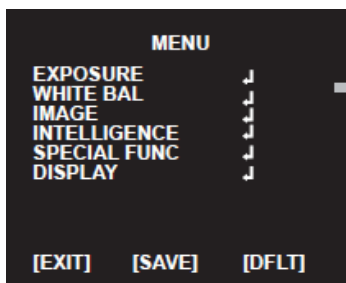 MENU
EXPOSURE ↵
WHITE BAL ↵
IMAGE ↵
INTELLIGENCE ↵
SPECIAL FUNC ↵
DISPLAY ↵
[EXIT] [SAVE] [DFLT]